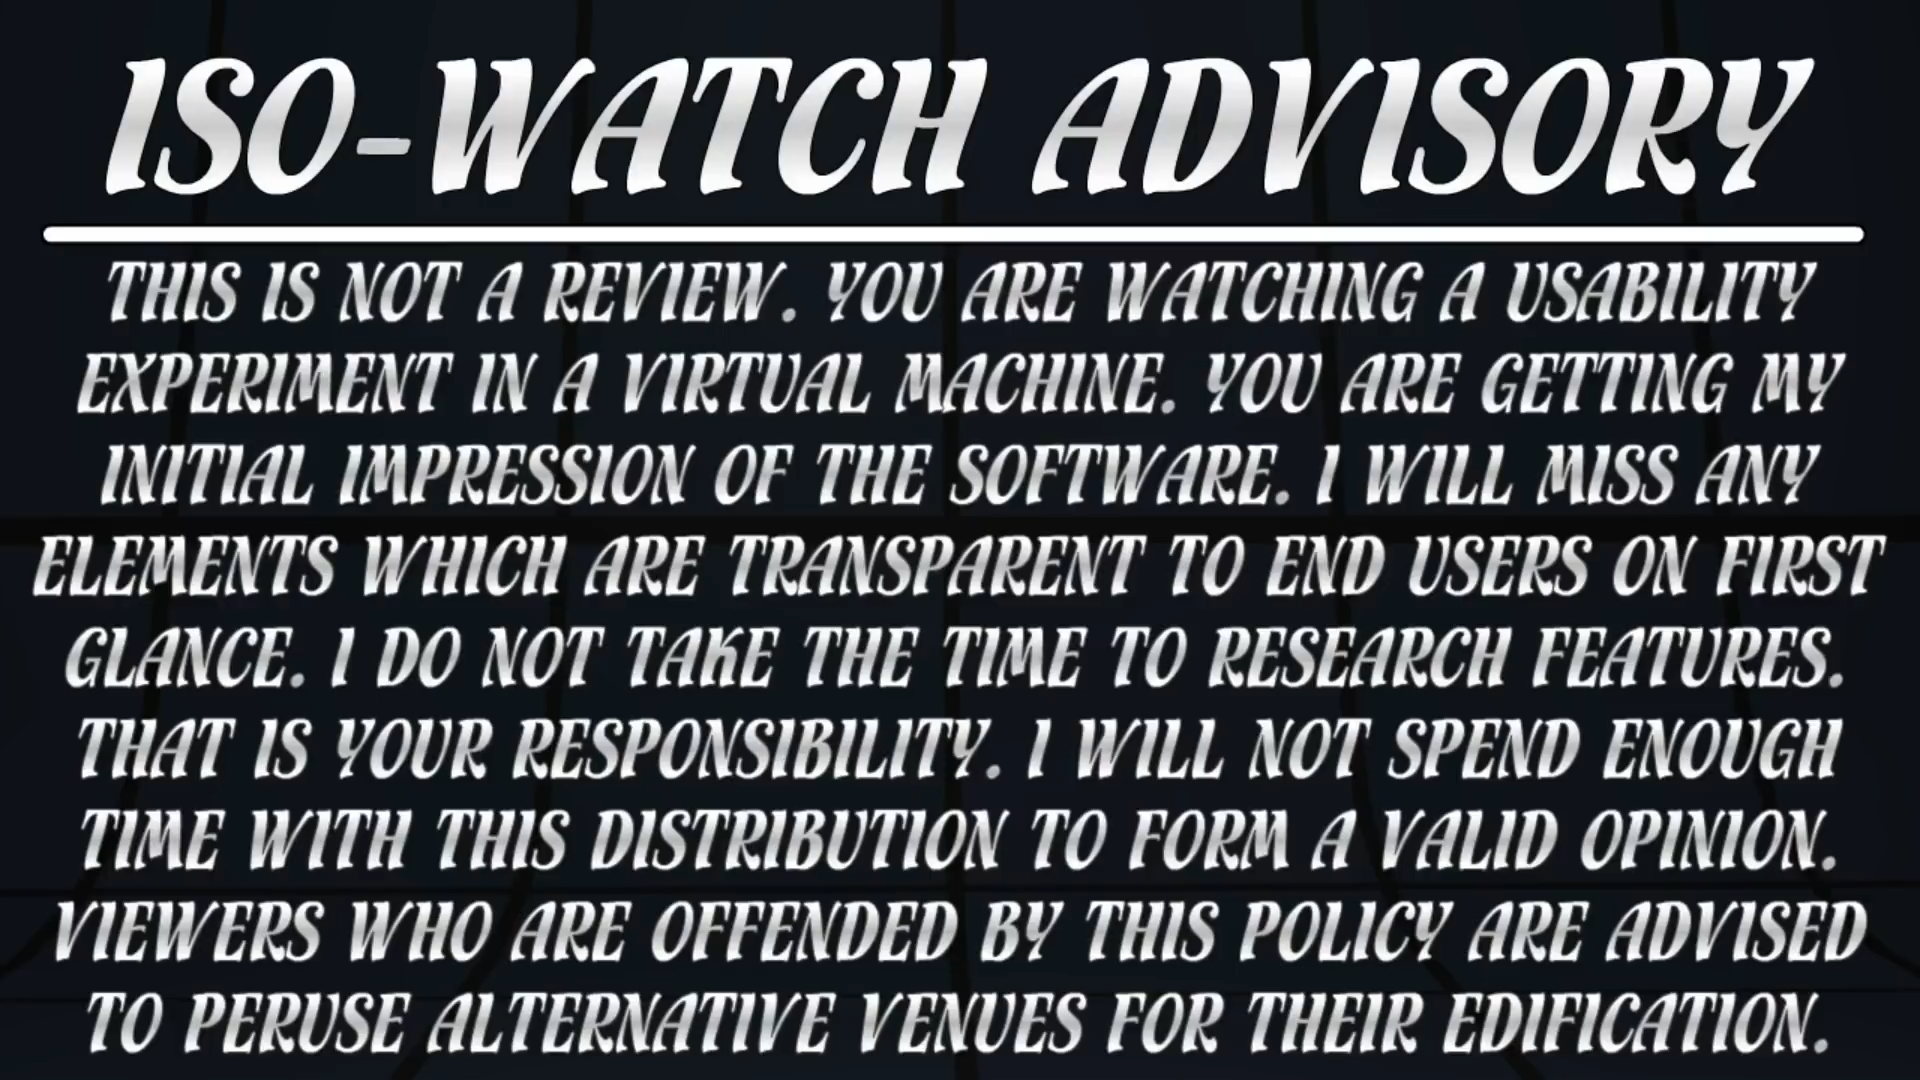 ISO-WATCH ADVISORY
THIS IS NOT A REVIEW. YOU ARE WATCHING A USABILITY
EXPERIMENT IN A VIRTUAL MACHINE. YOU ARE GETTING MY
INITIAL IMPRESSION OF THE SOFTWARE. I WILL MISS ANY
ELEMENTS WHICH ARE TRANSPARENT TO END USERS ON FIRST
GLANCE. I DO NOT TAKE THE TIME TO RESEARCH FEATURES.
THAT IS YOUR RESPONSIBILITY. I WILL NOT SPEND ENOUGH
TIME WITH THIS DISTRIBUTION TO FORM A VALID OPINION.
VIEWERS WHO ARE OFFENDED BY THIS POLICY ARE ADVISED
TO PERUSE ALTERNATIVE VENUES FOR THEIR EDIFICATION.